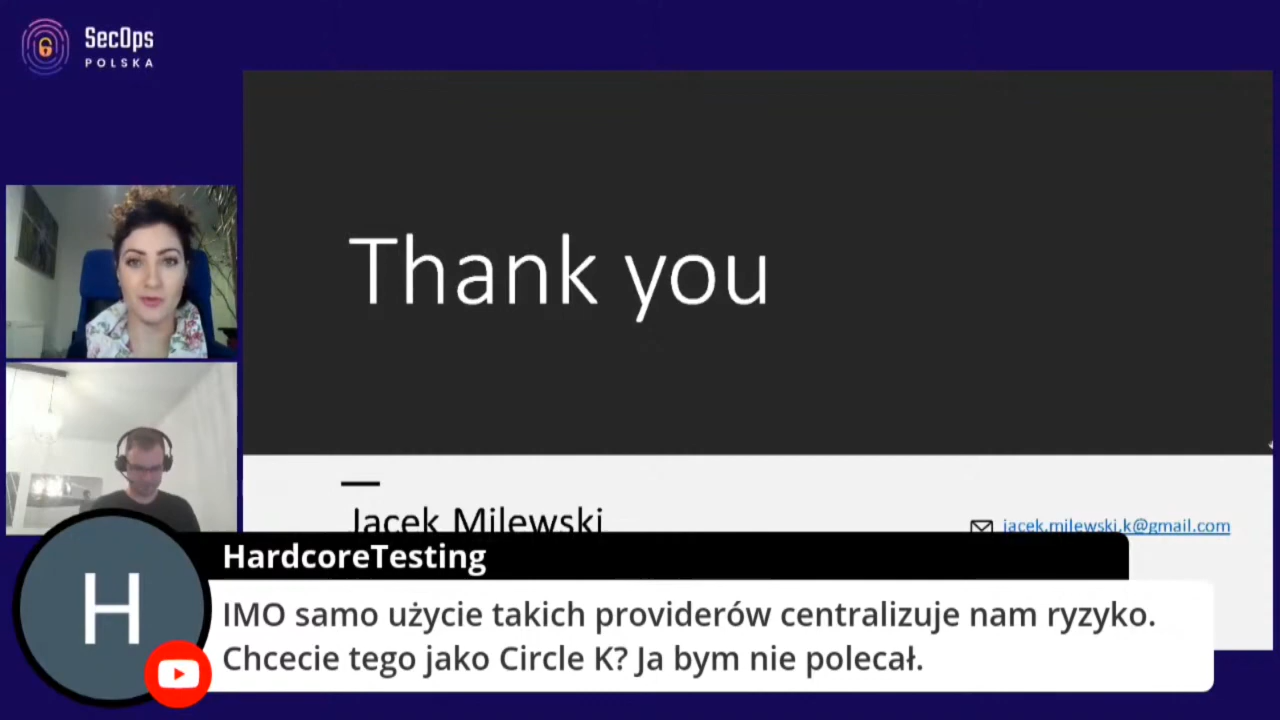 SecOps
POLSKA
Thank you
Jacek Milewski
jacek.milewski.k@gmail.com
H
HardcoreTesting
IMO samo użycie takich providerów centralizuje nam ryzyko.
Chcecie tego jako Circle K? Ja bym nie polecał.